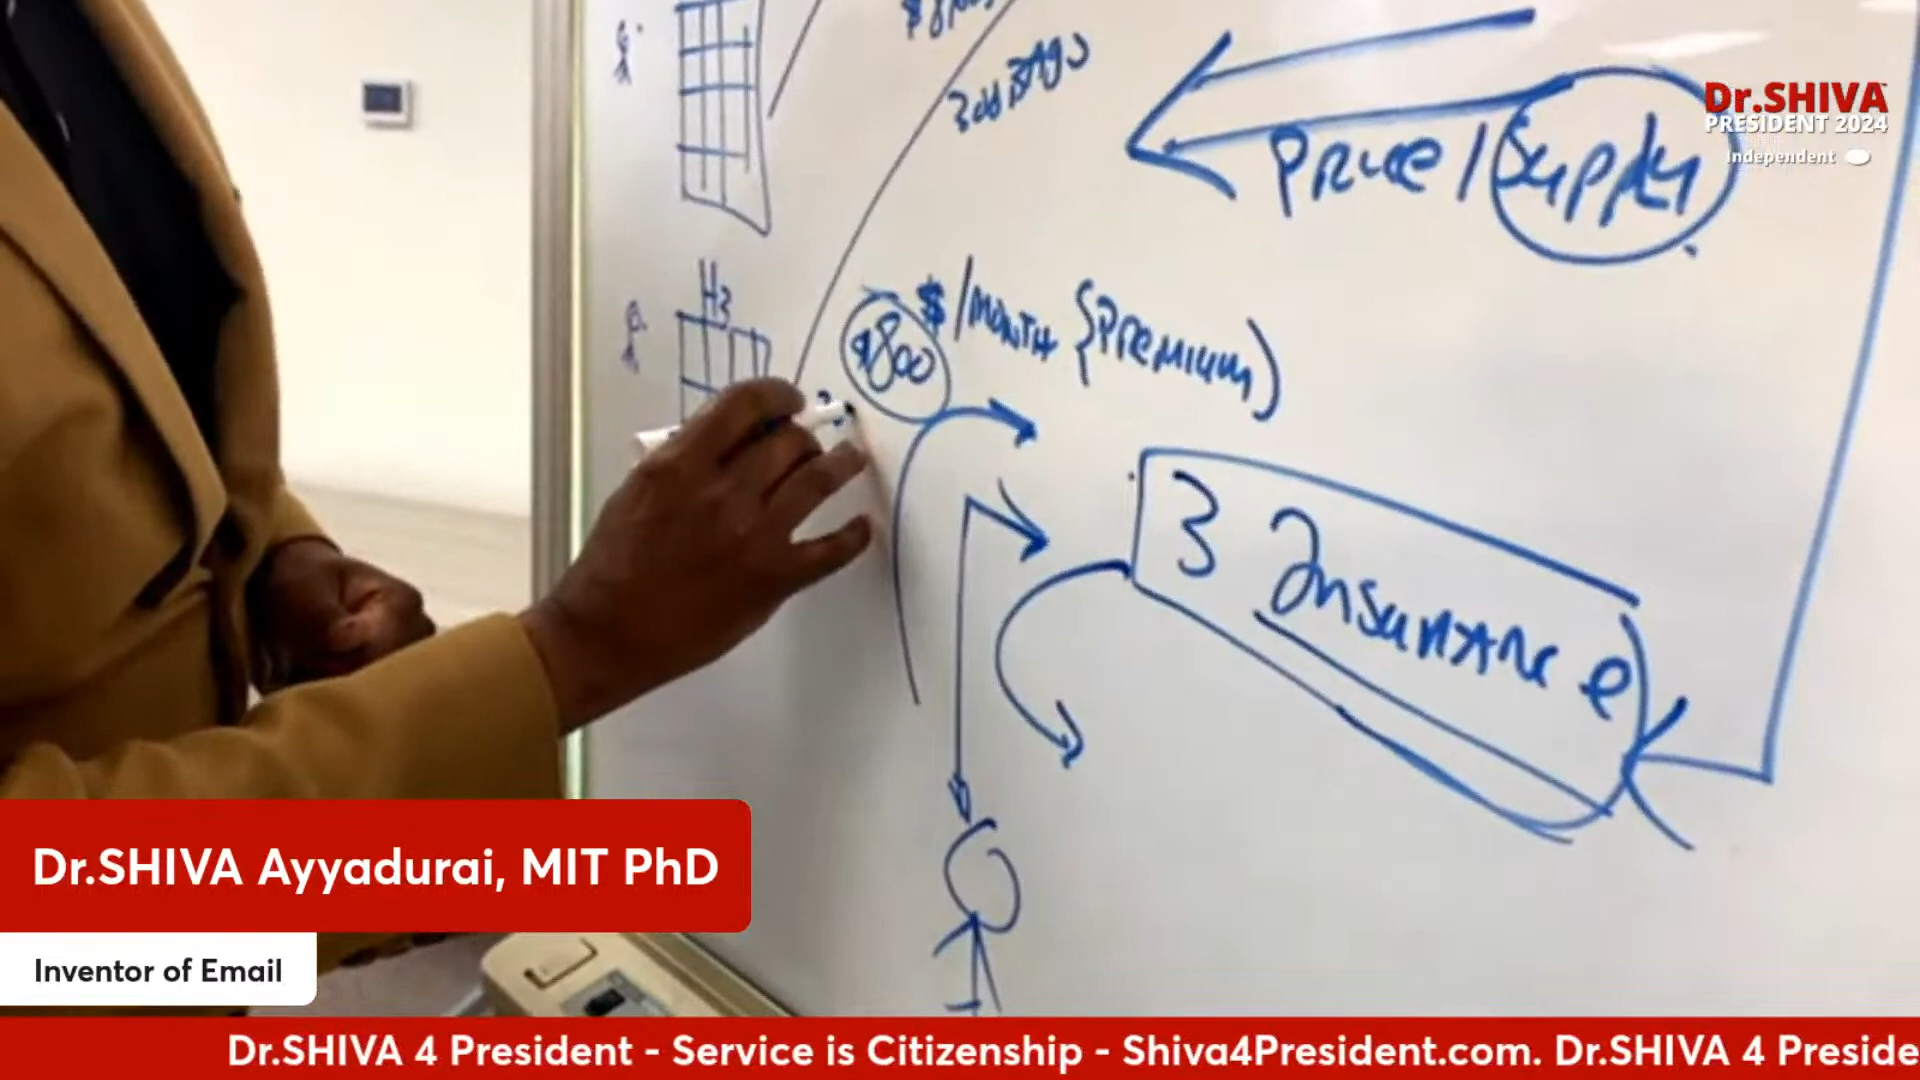 Dr.SHIVA
PRESIDENT 2024
Independent
Price / Supply
H3
$800
$ / MONTH {Premium)
3 Insurance
Dr.SHIVA Ayyadurai, MIT PhD
Inventor of Email
Dr.SHIVA 4 President - Service is Citizenship - Shiva4President.com. Dr.SHIVA 4 Preside